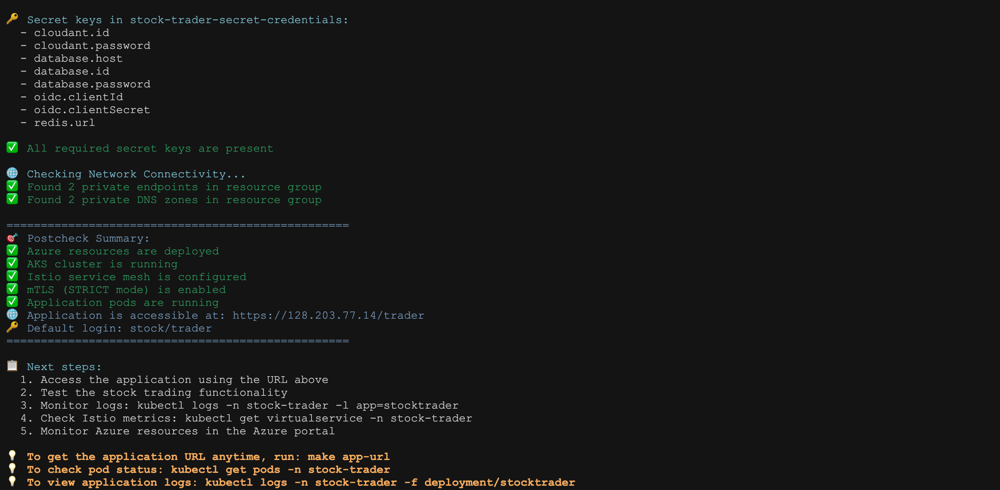 🔑 Secret keys in stock-trader-secret-credentials:
  - cloudant.id
  - cloudant.password
  - database.host
  - database.id
  - database.password
  - oidc.clientId
  - oidc.clientSecret
  - redis.url
✅ All required secret keys are present
🌐 Checking Network Connectivity...
✅ Found 2 private endpoints in resource group
✅ Found 2 private DNS zones in resource group
==================================================
🎯 Postcheck Summary:
✅ Azure resources are deployed
✅ AKS cluster is running
✅ Istio service mesh is configured
✅ mTLS (STRICT mode) is enabled
✅ Application pods are running
🌐 Application is accessible at: https://128.203.77.14/trader
🔑 Default login: stock/trader
==================================================
📋 Next steps:
  1. Access the application using the URL above
  2. Test the stock trading functionality
  3. Monitor logs: kubectl logs -n stock-trader -l app=stocktrader
  4. Check Istio metrics: kubectl get virtualservice -n stock-trader
  5. Monitor Azure resources in the Azure portal
💡 To get the application URL anytime, run: make app-url
💡 To check pod status: kubectl get pods -n stock-trader
💡 To view application logs: kubectl logs -n stock-trader -f deployment/stocktrader